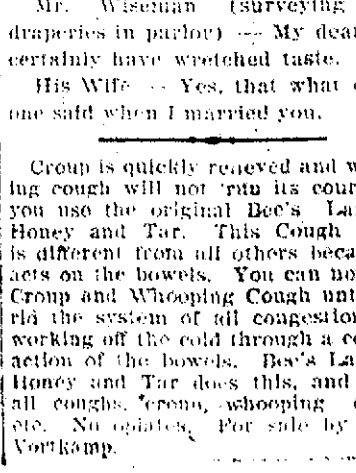 Mr. Wiseman (surveying
draperies in parlor) — My dear
certainly have wretched taste.
His Wife — Yes, that what
one said when I married you.
Croup is quickly relieved and w
ing cough will not 'run its cour
you use the original Bee's La
Honey and Tar. This Cough
is different from all others beca
acts on the bowels. You can no
Croup and Whooping Cough unt
rid the system of all congestion
working off the cold through a c
action of the bowels. Bee's La
Honey and Tar does this, and
all coughs, croup, whooping
etc. No opiates. For sale by
Vortkamp.